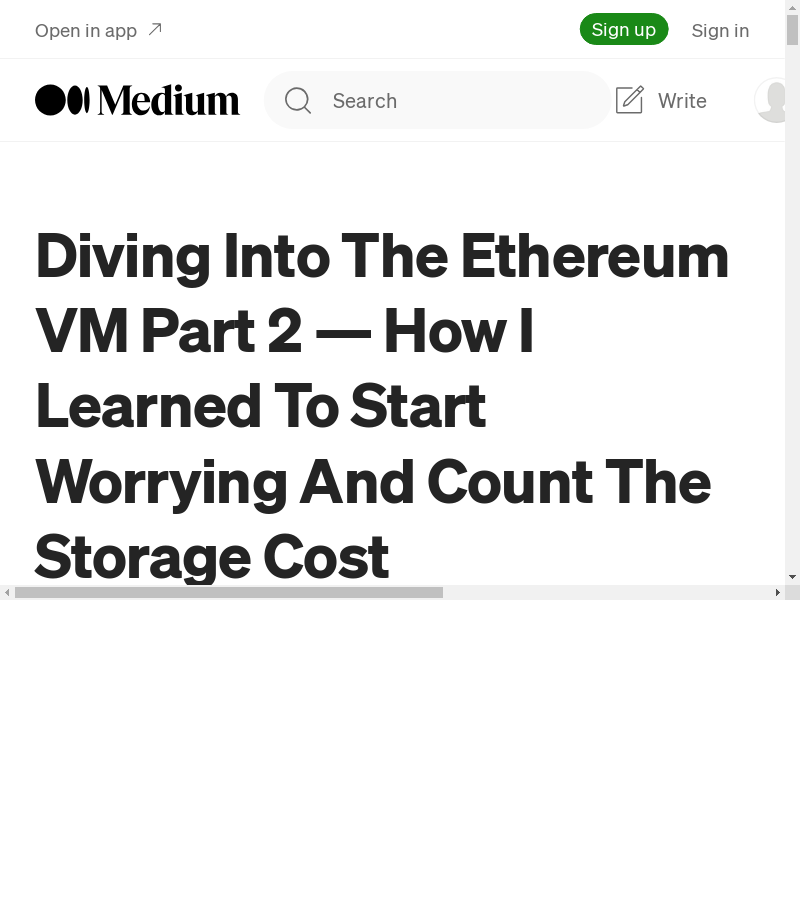 Open in app
Sign up
Sign in
Medium
Search
Write
Diving Into The Ethereum
VM Part 2 — How I
Learned To Start
Worrying And Count The
Storage Cost